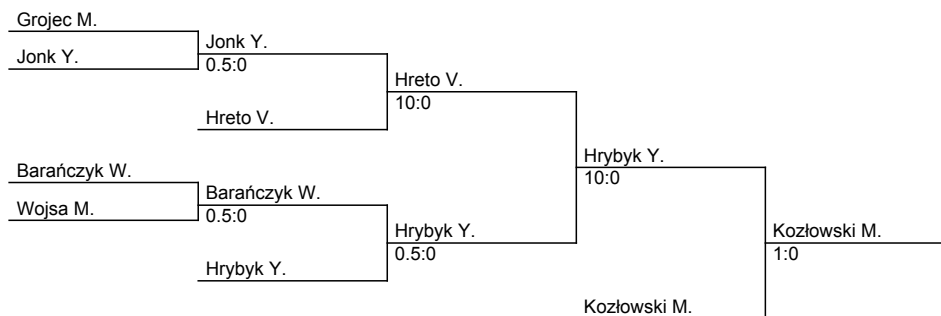 Grojec M.
Jonk Y.
Jonk Y.
0.5:0
Hreto V.
Hreto V.
10:0
Barańczyk W.
Wojsa M.
Barańczyk W.
0.5:0
Hrybyk Y.
Hrybyk Y.
0.5:0
Hrybyk Y.
10:0
Kozłowski M.
Kozłowski M.
1:0